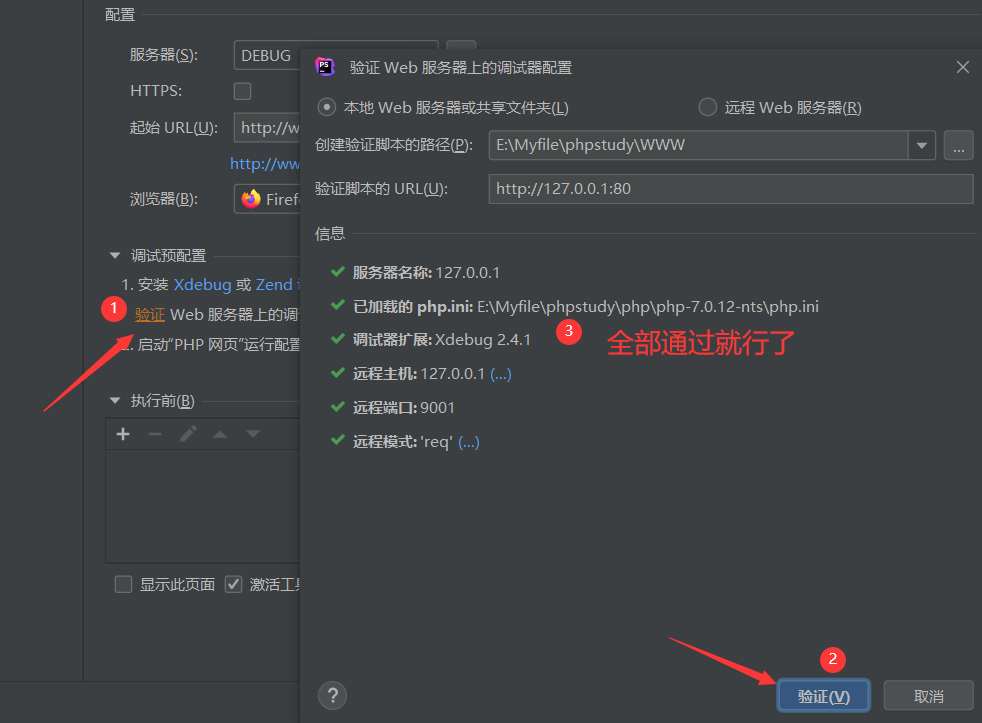 配置
服务器(S):
DEBUG
HTTPS:
起始 URL(U):
http://w
http://ww
浏览器(B):
Firef
调试预配置
1. 安装 Xdebug 或 Zend
1
验证 Web 服务器上的调
2. 启动“PHP 网页”运行配置
执行前(B)
显示此页面
激活工具
PS
验证 Web 服务器上的调试器配置
本地 Web 服务器或共享文件夹(L)
远程 Web 服务器(R)
创建验证脚本的路径(P):
E:\Myfile\phpstudy\WWW
...
验证脚本的 URL(U):
http://127.0.0.1:80
信息
服务器名称: 127.0.0.1
已加载的 php.ini: E:\Myfile\phpstudy\php\php-7.0.12-nts\php.ini
调试器扩展: Xdebug 2.4.1
3
全部通过就行了
远程主机: 127.0.0.1 (...)
远程端口: 9001
远程模式: 'req' (...)
2
?
验证(V)
取消